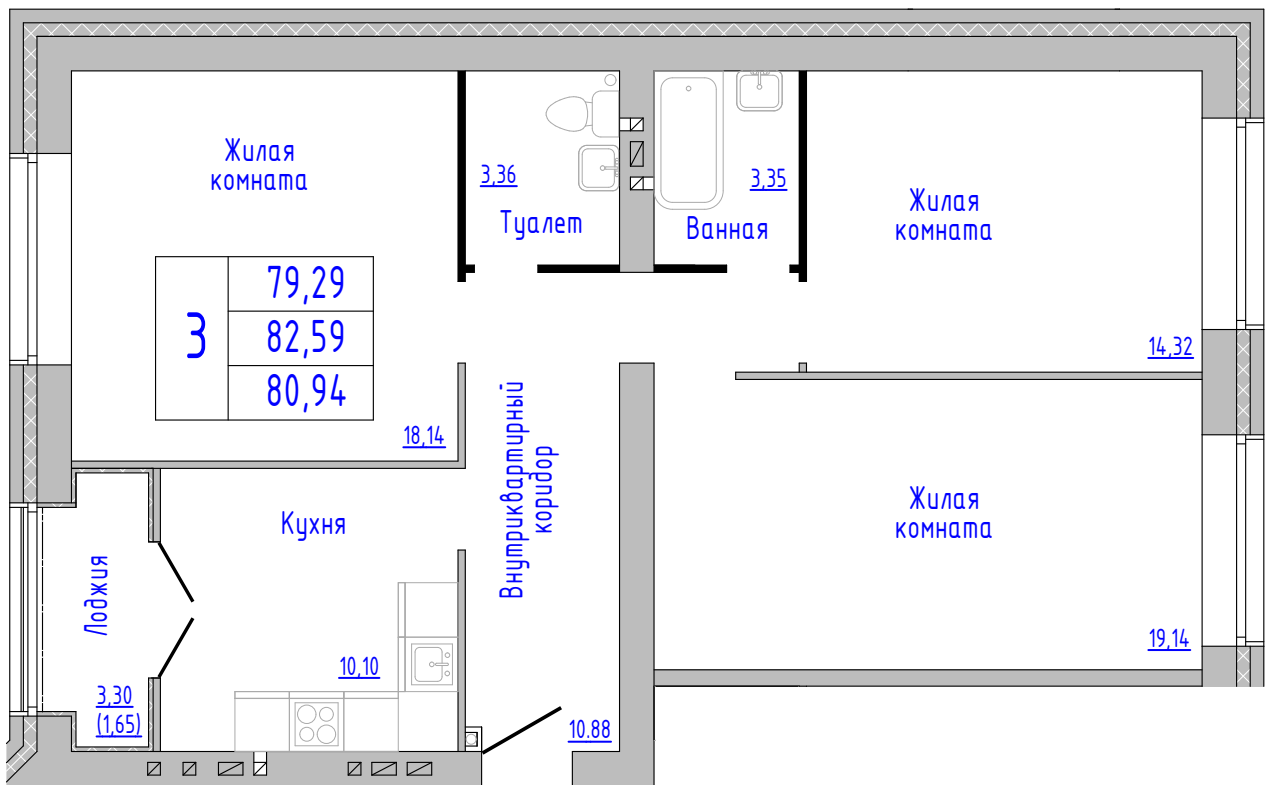 Жилая
комната
3,36
Туалет
3,35
Ванная
Жилая
комната
14,32
3
79,29
82,59
80,94
18,14
Внутриквартирный
коридор
Кухня
Жилая
комната
Лоджия
10,10
19,14
3,30
(1,65)
10.88